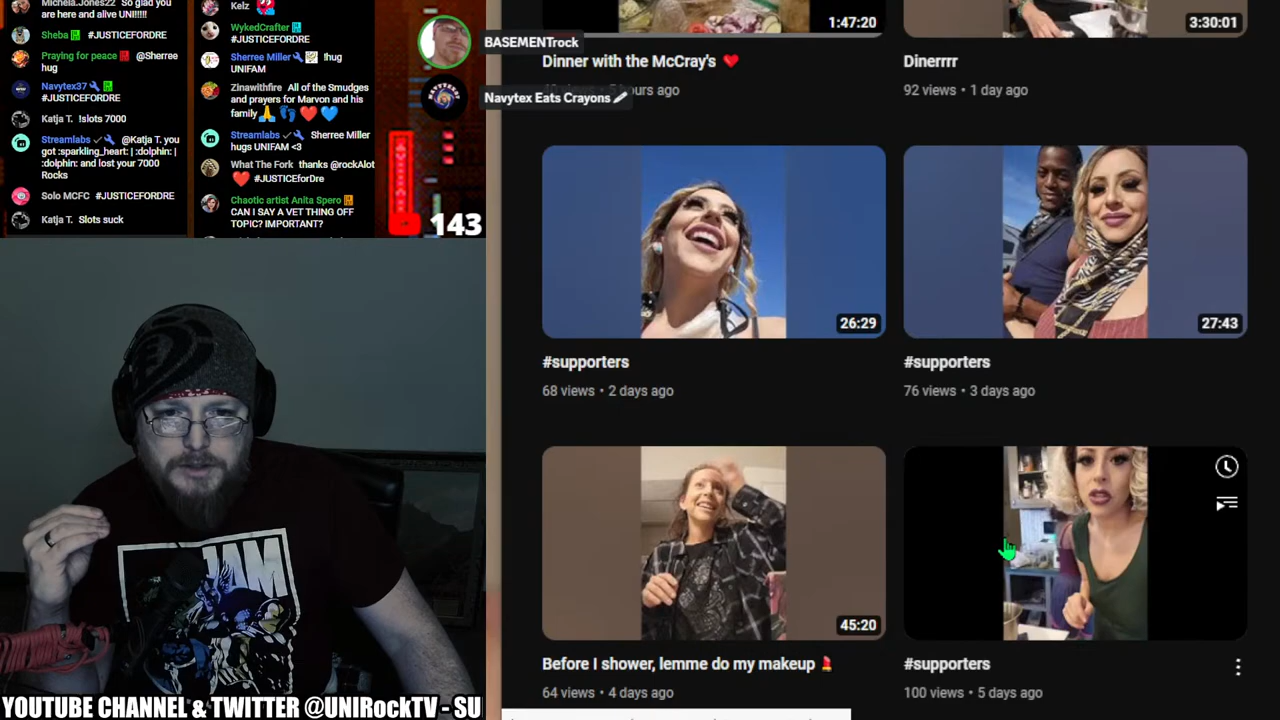 Michela.Jones22 So glad you
are here and alive UNI!!!!!
Sheba #JUSTICEFORDRE
Praying for peace @Sherree
hug
Navytex37
#JUSTICEFORDRE
Katja T. !slots 7000
Streamlabs @Katja T. you
got :sparkling_heart: | :dolphin: |
:dolphin: and lost your 7000
Rocks
Solo MCFC #JUSTICEFORDRE
Katja T. Slots suck
Kelz
WykedCrafter
#JUSTICEFORDRE
Sherree Miller !hug
UNIFAM
Zinawithfire All of the Smudges
and prayers for Marvon and his
family
Streamlabs Sherree Miller
hugs UNIFAM <3
What The Fork thanks @rockAlot
#JUSTICEforDre
Chaotic artist Anita Spero
CAN I SAY A VET THING OFF
TOPIC? IMPORTANT?
143
BASEMENTrock
Navytex Eats Crayons
1:47:20
Dinner with the McCray's
hours ago
3:30:01
Dinerrrr
92 views • 1 day ago
26:29
#supporters
68 views • 2 days ago
27:43
#supporters
76 views • 3 days ago
45:20
Before I shower, lemme do my makeup
64 views • 4 days ago
#supporters
100 views • 5 days ago
JAM
YOUTUBE CHANNEL & TWITTER @UNIRockTV - SU